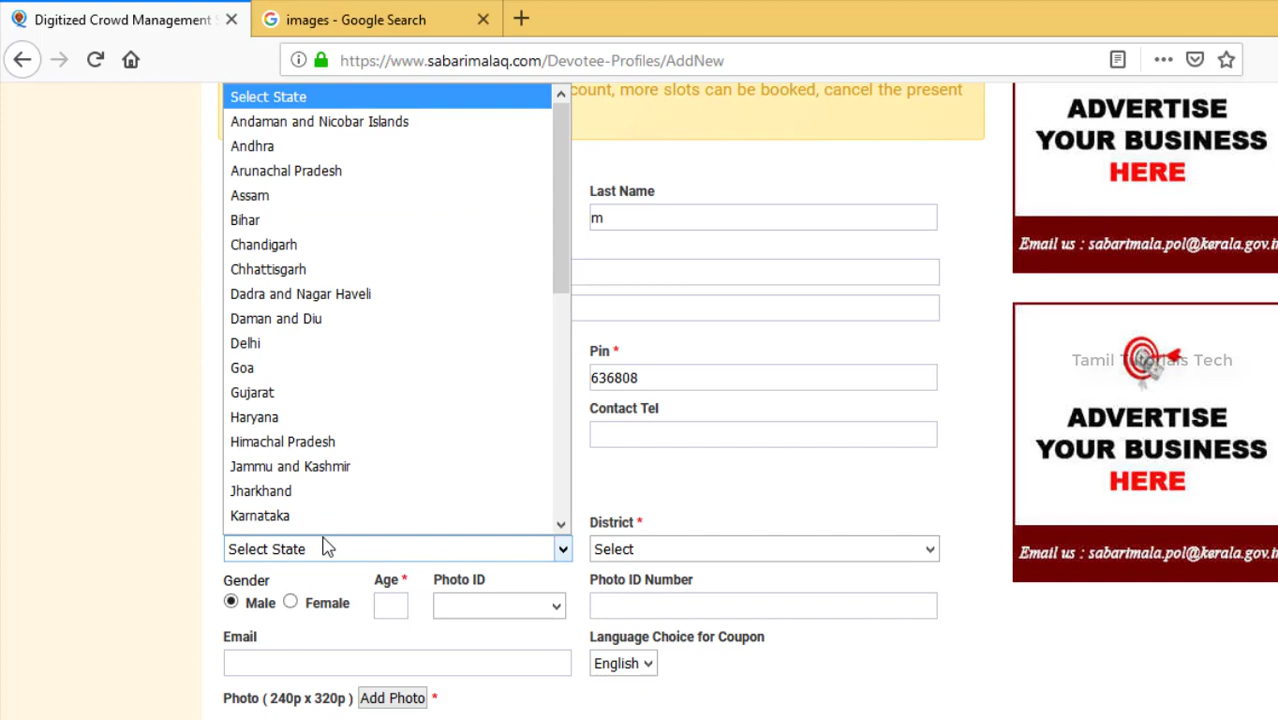 Digitized Crowd Management S
images - Google Search
https://www.sabarimalaq.com/Devotee-Profiles/AddNew
count, more slots can be booked, cancel the present
Select State
Andaman and Nicobar Islands
Andhra
Arunachal Pradesh
Assam
Bihar
Chandigarh
Chhattisgarh
Dadra and Nagar Haveli
Daman and Diu
Delhi
Goa
Gujarat
Haryana
Himachal Pradesh
Jammu and Kashmir
Jharkhand
Karnataka
Select State
Last Name
m
Pin *
636808
Contact Tel
District *
Select
Gender
Male Female
Age *
Photo ID
Photo ID Number
Email
Language Choice for Coupon
English
Photo ( 240p x 320p ) Add Photo *
ADVERTISE
YOUR BUSINESS
HERE
Email us : sabarimala.pol@kerala.gov.in
Tamil Tutorials Tech
ADVERTISE
YOUR BUSINESS
HERE
Email us : sabarimala.pol@kerala.gov.in